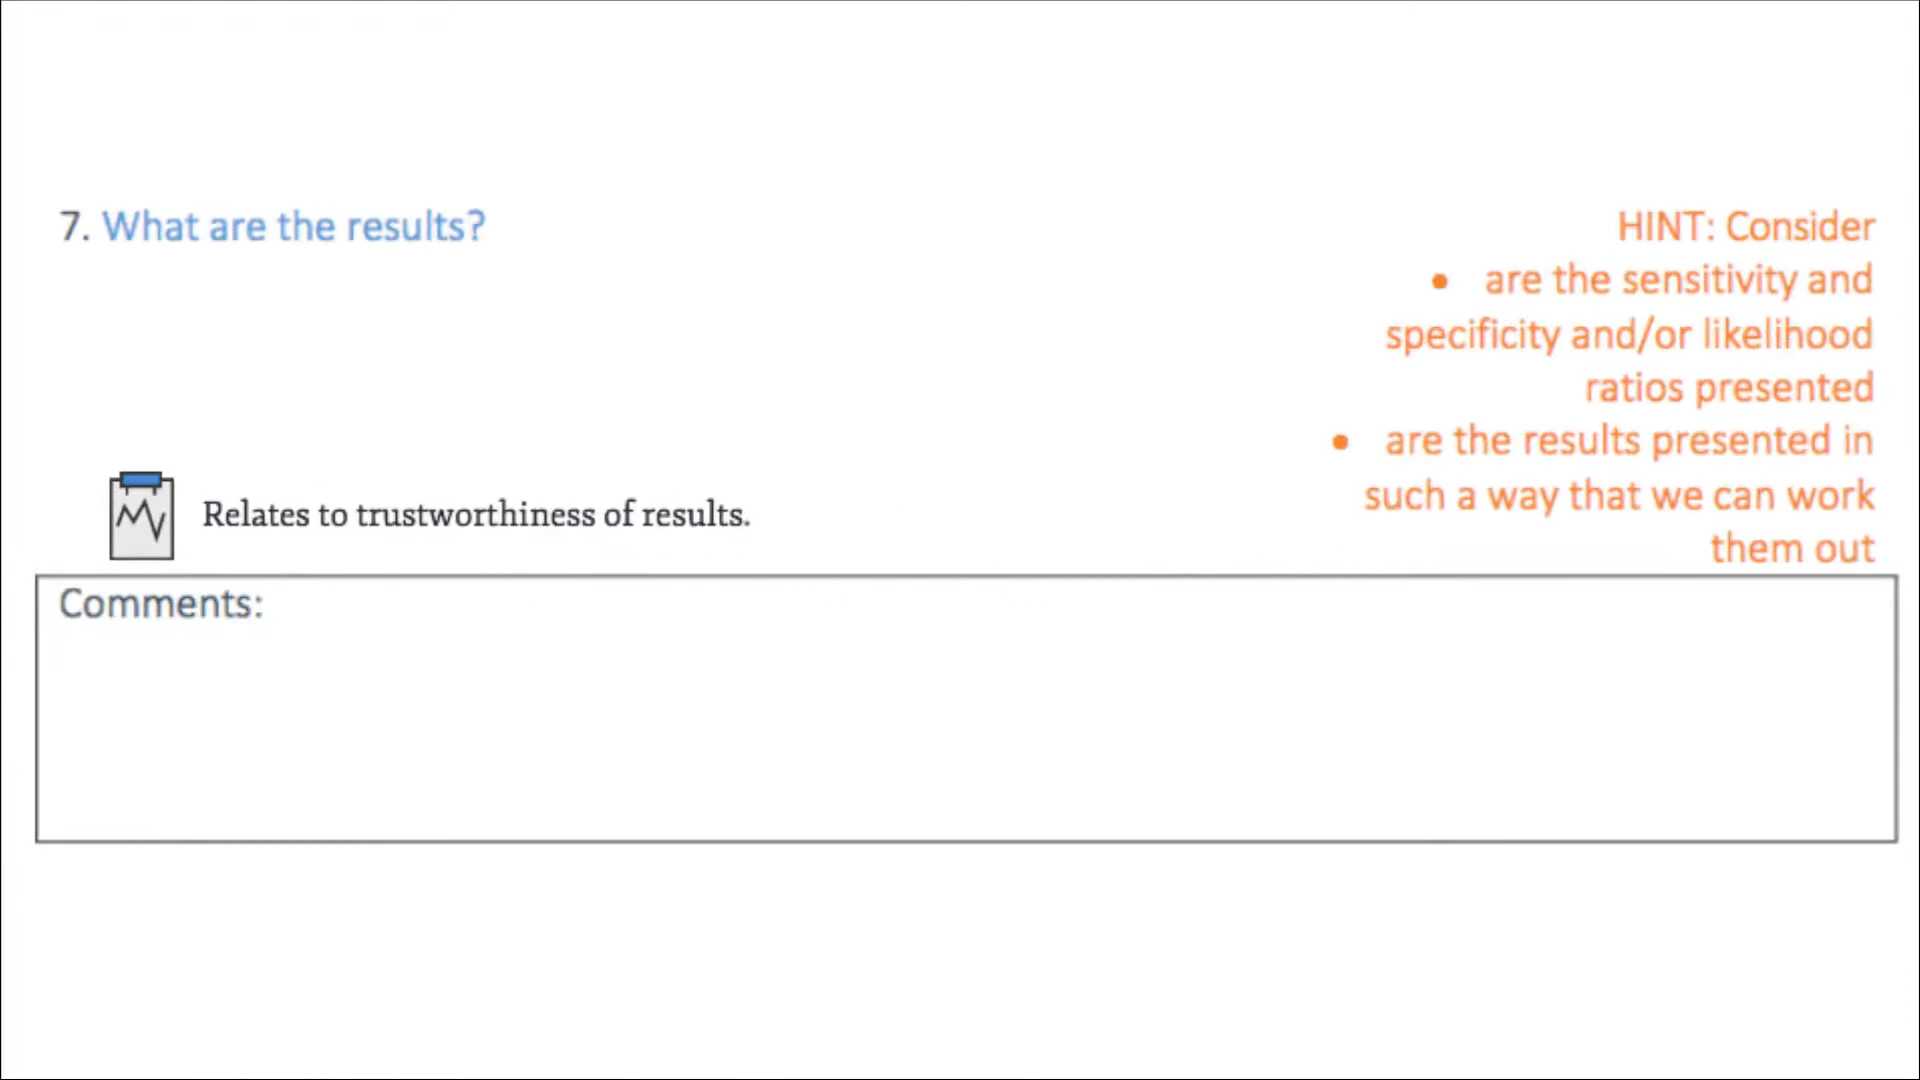 7. What are the results?
HINT: Consider
• are the sensitivity and
specificity and/or likelihood
ratios presented
• are the results presented in
such a way that we can work
them out
Relates to trustworthiness of results.
Comments: